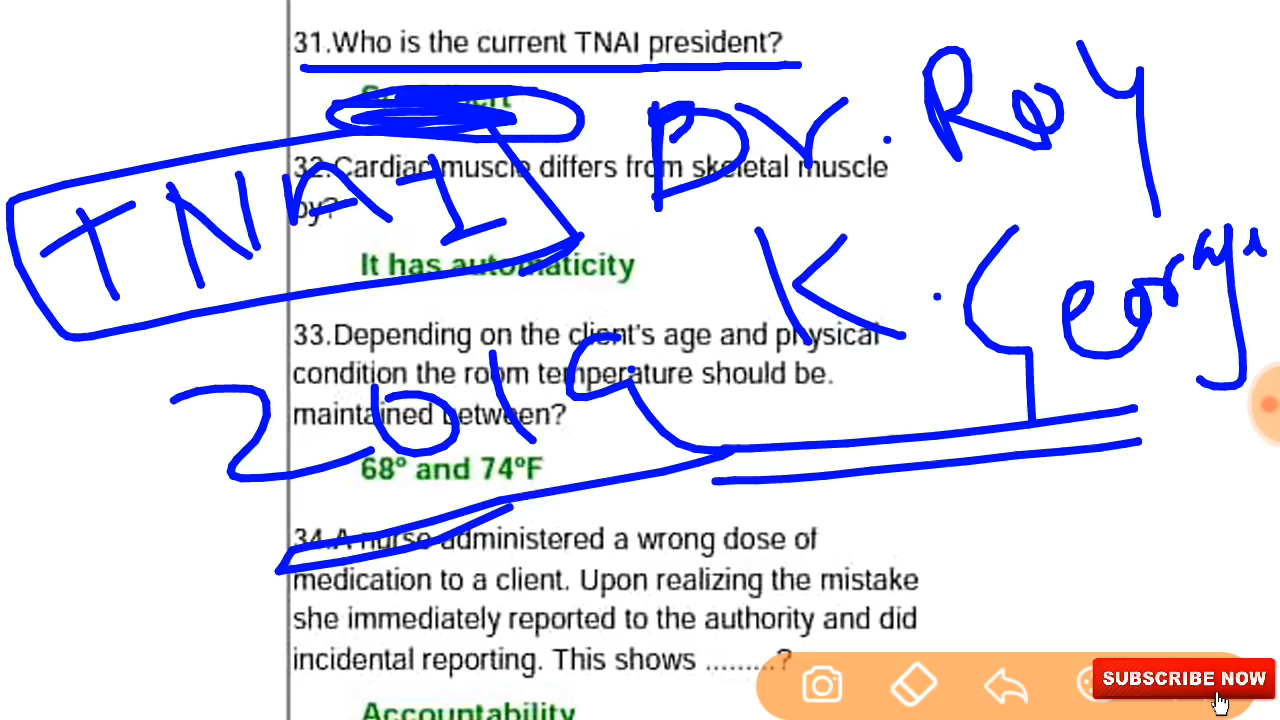 31.Who is the current TNAI president?
Dr. Roy
32.Cardiac muscle differs from skeletal muscle
by?
TNAI
K. George
It has automaticity
33.Depending on the client's age and physical
condition the room temperature should be.
maintained between?
2019
68º and 74ºF
34.A nurse administered a wrong dose of
medication to a client. Upon realizing the mistake
she immediately reported to the authority and did
incidental reporting. This shows .........?
SUBSCRIBE NOW
Accountability